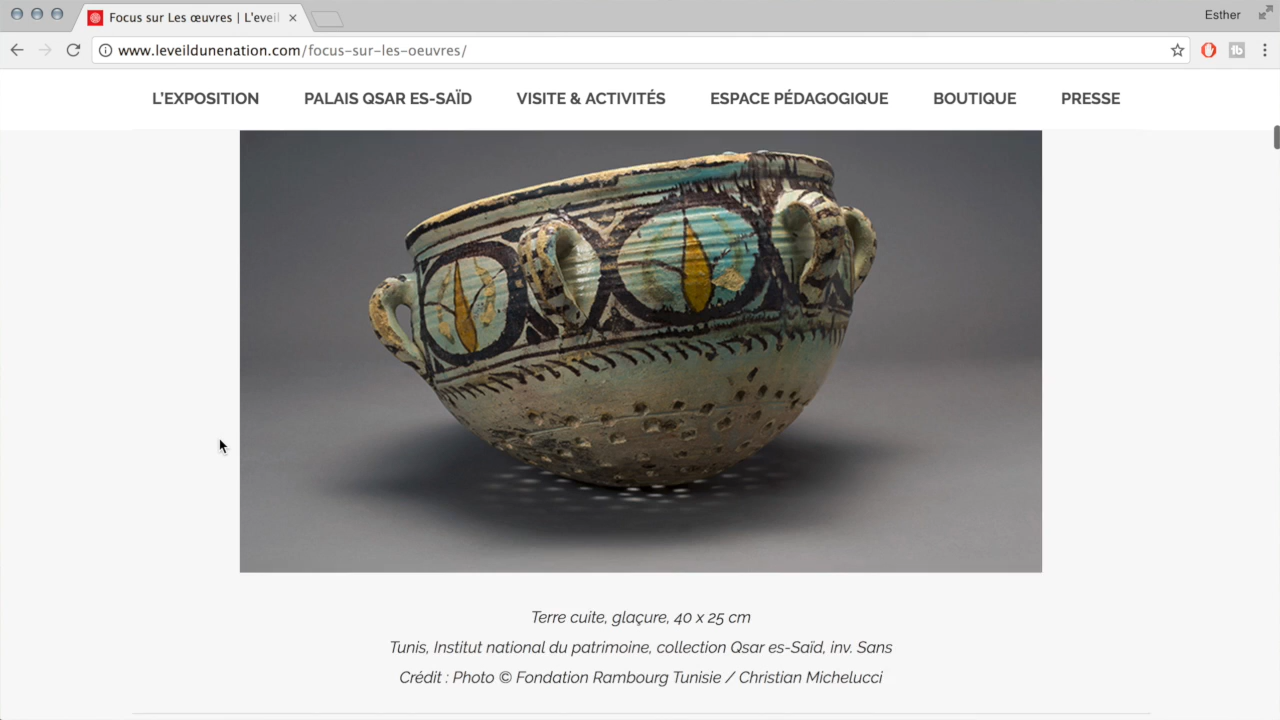 Focus sur Les œuvres | L'eveil
Esther
www.leveildunenation.com/focus-sur-les-oeuvres/
L'EXPOSITION PALAIS QSAR ES-SAÏD VISITE & ACTIVITÉS ESPACE PÉDAGOGIQUE BOUTIQUE PRESSE
Terre cuite, glaçure, 40 x 25 cm
Tunis, Institut national du patrimoine, collection Qsar es-Saïd, inv. Sans
Crédit : Photo © Fondation Rambourg Tunisie / Christian Michelucci